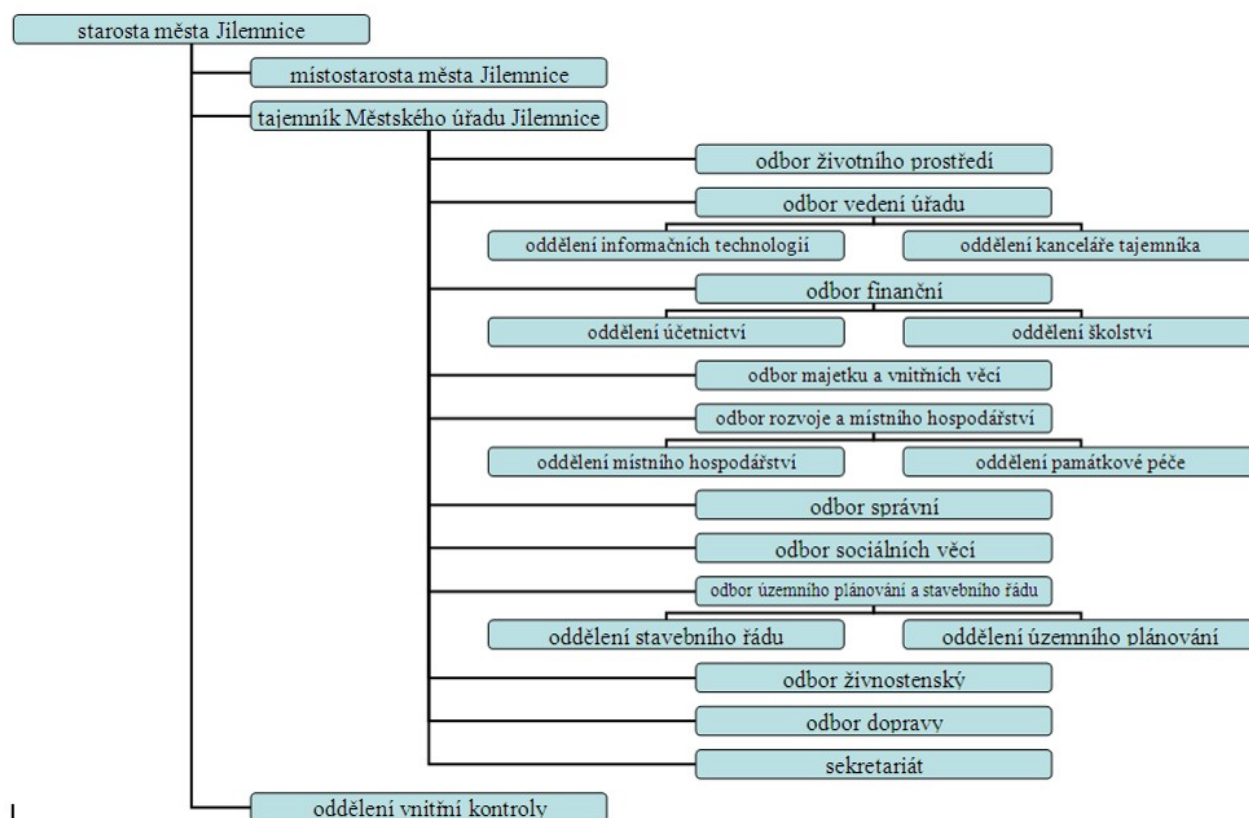 starosta města Jilemnice
místostarosta města Jilemnice
tajemník Městského úřadu Jilemnice
odbor životního prostředí
odbor vedení úřadu
oddělení informačních technologií
oddělení kanceláře tajemníka
odbor finanční
oddělení účetnictví
oddělení školství
odbor majetku a vnitřních věcí
odbor rozvoje a místního hospodářství
oddělení místního hospodářství
oddělení památkové péče
odbor správní
odbor sociálních věcí
odbor územního plánování a stavebního řádu
oddělení stavebního řádu
oddělení územního plánování
odbor živnostenský
odbor dopravy
sekretariát
oddělení vnitřní kontroly